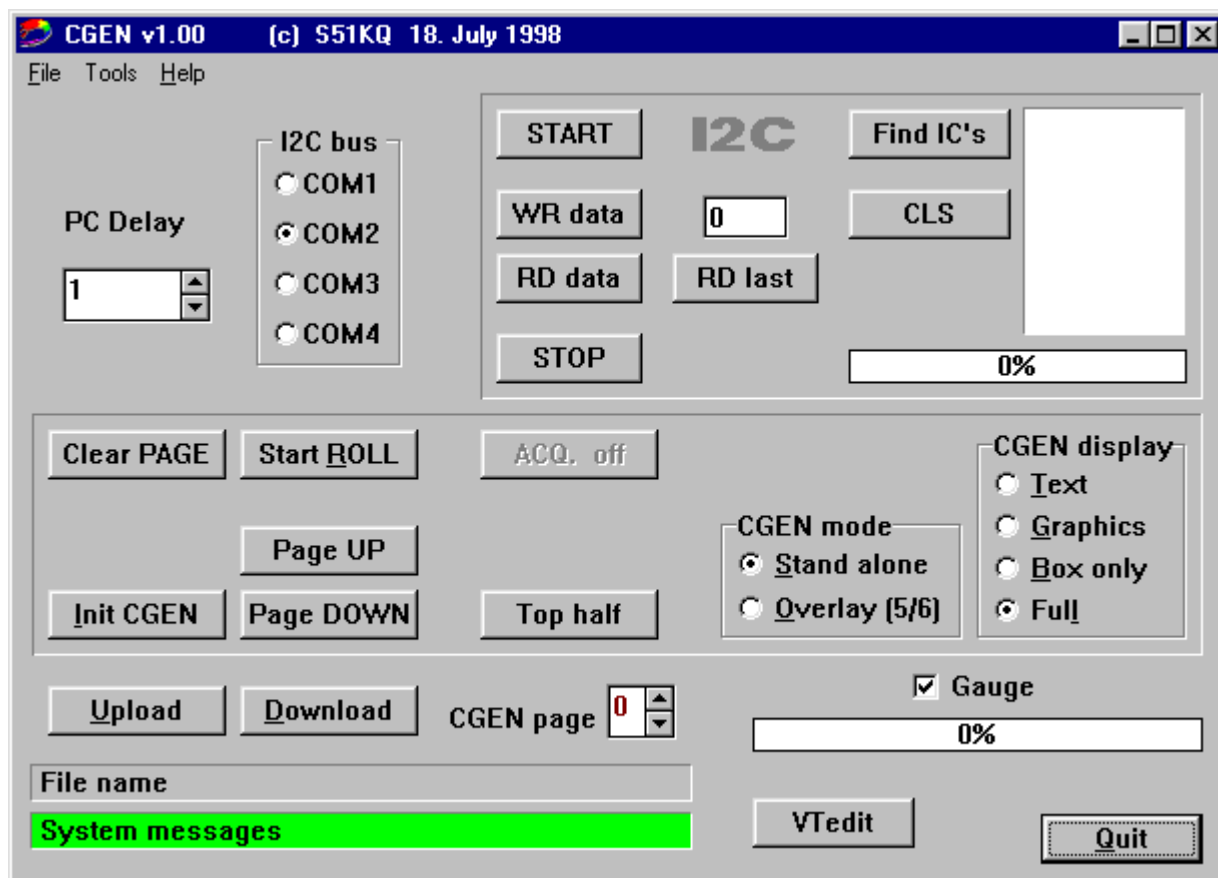 CGEN v1.00 (c) S51KQ 18. July 1998
File Tools Help
PC Delay
1
I2C bus
COM1
COM2
COM3
COM4
START
I2C
Find IC's
WR data
0
CLS
RD data
RD last
STOP
0%
Clear PAGE
Start ROLL
ACQ. off
Page UP
Init CGEN
Page DOWN
Top half
CGEN mode
Stand alone
Overlay (5/6)
CGEN display
Text
Graphics
Box only
Full
Upload
Download
CGEN page
0
Gauge
0%
File name
System messages
VTedit
Quit